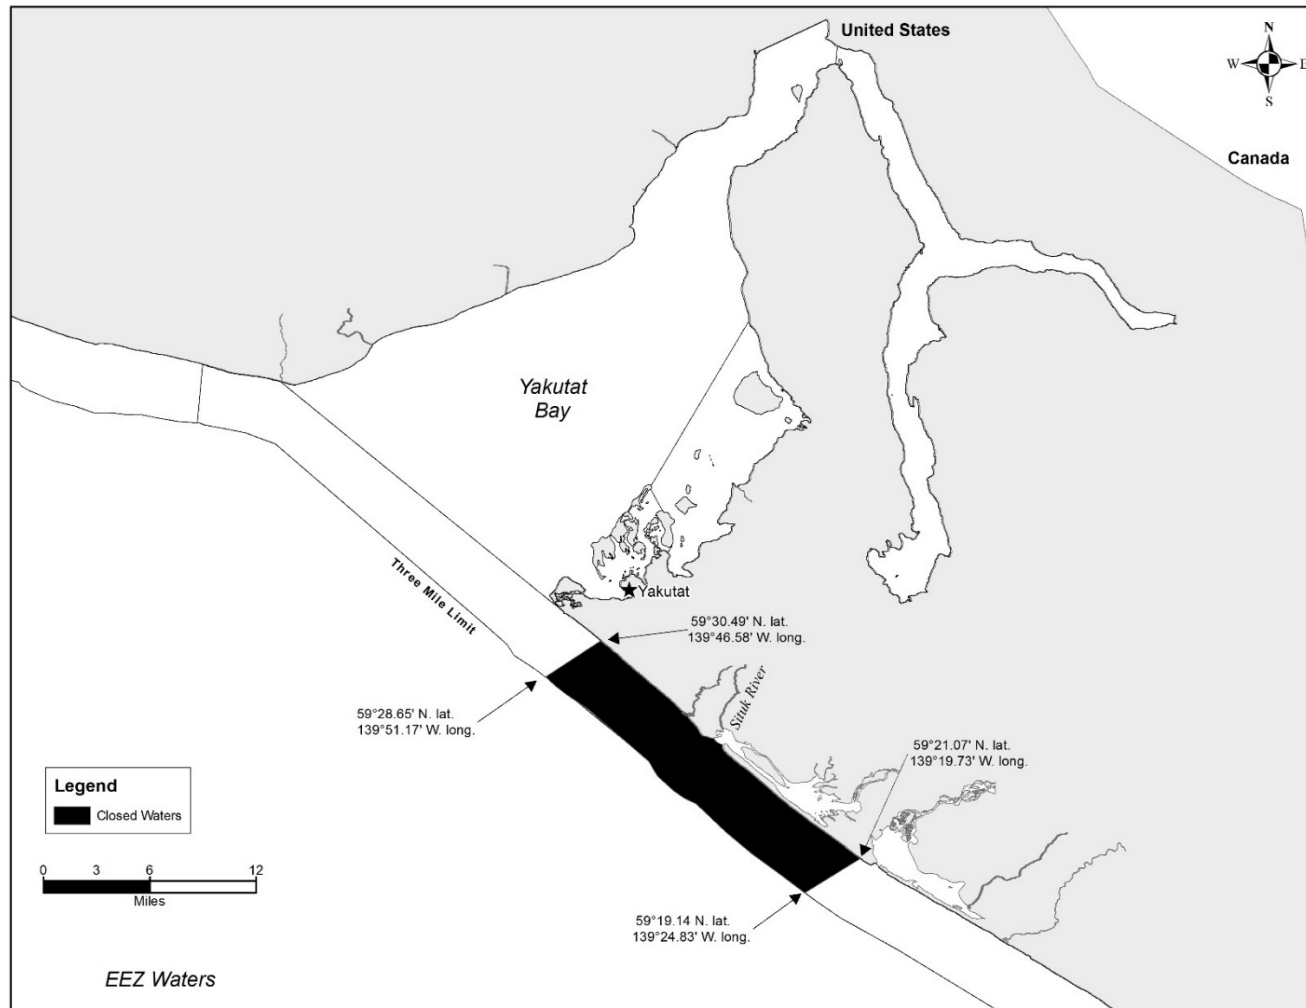 United States
N
W E
S
Canada
Yakutat
Bay
Three Mile Limit
Yakutat
59°30.49' N. lat.
139°46.58' W. long.
Situk River
59°28.65' N. lat.
139°51.17' W. long.
59°21.07' N. lat.
139°19.73' W. long.
Legend
Closed Waters
0 3 6 12
Miles
59°19.14 N. lat.
139°24.83' W. long.
EEZ Waters